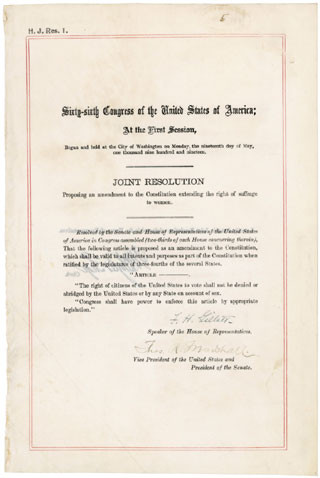 5
H. J. Res. 1.
Sixty-sixth Congress of the United States of America;
At the First Session,
Begun and held at the City of Washington on Monday, the nineteenth day of May,
one thousand nine hundred and nineteen.
JOINT RESOLUTION
Proposing an amendment to the Constitution extending the right of suffrage
to women.
Resolved by the Senate and House of Representatives of the United States
of America in Congress assembled (two-thirds of each House concurring therein),
That the following article is proposed as an amendment to the Constitution,
which shall be valid to all intents and purposes as part of the Constitution when
ratified by the legislatures of three-fourths of the several States.
"ARTICLE ————.
"The right of citizens of the United States to vote shall not be denied or
abridged by the United States or by any State on account of sex.
"Congress shall have power to enforce this article by appropriate
legislation."
F. H. Gillett
Speaker of the House of Representatives.
Thos. R. Marshall
Vice President of the United States and
President of the Senate.